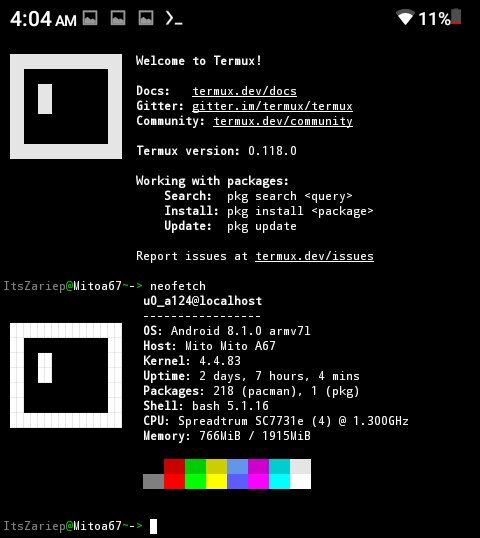 4:04 AM 11%
Welcome to Termux!
Docs: termux.dev/docs
Gitter: gitter.im/termux/termux
Community: termux.dev/community
Termux version: 0.118.0
Working with packages:
Search: pkg search <query>
Install: pkg install <package>
Update: pkg update
Report issues at termux.dev/issues
ItsZariep@Mitoa67~-> neofetch
u0_a124@localhost
-----------------
OS: Android 8.1.0 armv7l
Host: Mito Mito A67
Kernel: 4.4.83
Uptime: 2 days, 7 hours, 4 mins
Packages: 218 (pacman), 1 (pkg)
Shell: bash 5.1.16
CPU: Spreadtrum SC7731e (4) @ 1.300GHz
Memory: 766MiB / 1915MiB
ItsZariep@Mitoa67~->